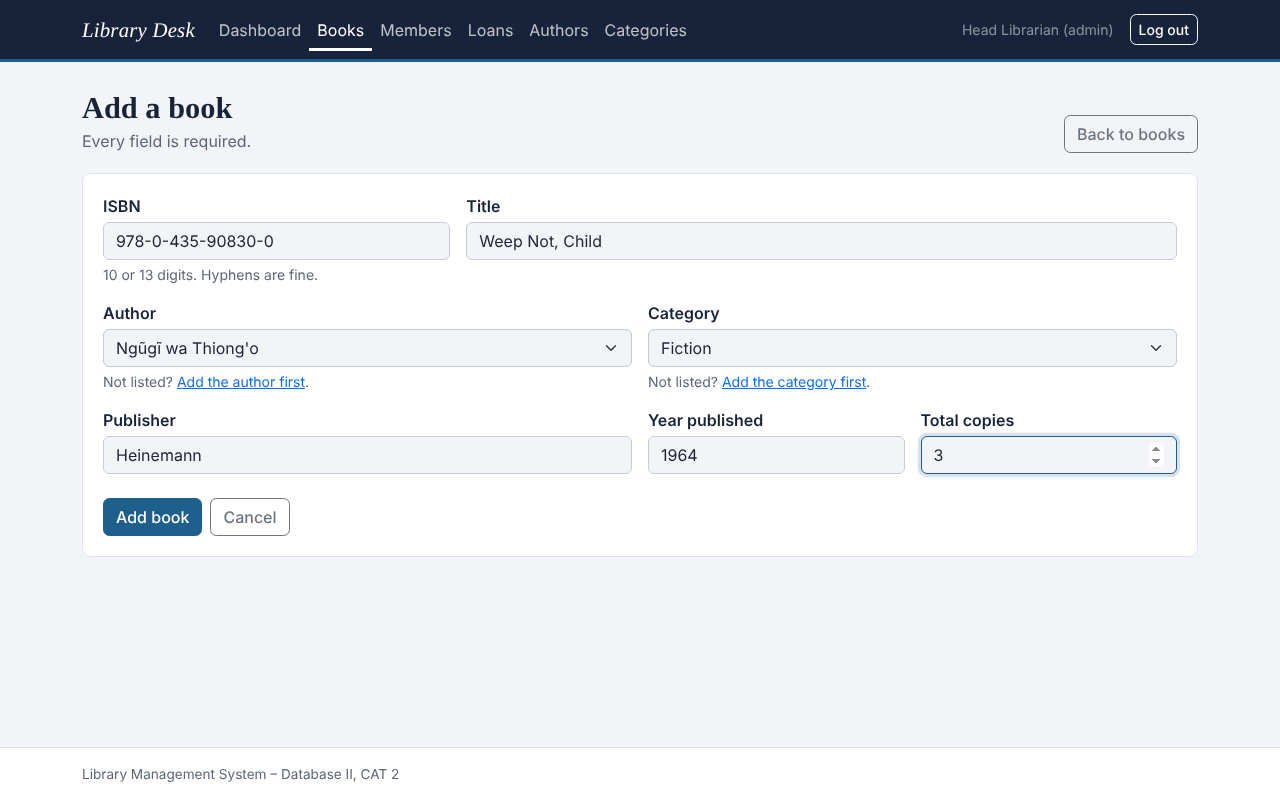 Library Desk Dashboard Books Members Loans Authors Categories Head Librarian (admin) Log out
Add a book
Every field is required.
Back to books
ISBN Title
978-0-435-90830-0 Weep Not, Child
10 or 13 digits. Hyphens are fine.
Author Category
Ngũgĩ wa Thiong'o Fiction
Not listed? Add the author first. Not listed? Add the category first.
Publisher Year published Total copies
Heinemann 1964 3
Add book Cancel
Library Management System – Database II, CAT 2